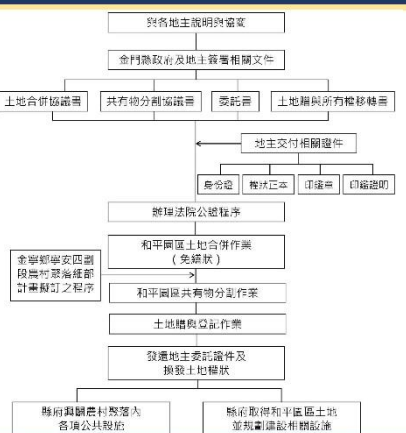 與各地主說明與協商
金門縣政府及地主簽署相關文件
土地合併協議書
共有物分割協議書
委託書
土地贈與所有權移轉書
地主交付相關證件
身份證
權狀正本
印鑑章
印鑑證明
辦理法院公證程序
和平園區土地合併作業
(免繕狀)
金寧鄉寧安四劃
段農村聚落細部
計畫擬訂之程序
和平園區共有物分割作業
土地贈與登記作業
發還地主委託證件及
換發土地權狀
縣府興闢農村聚落內
各項公共設施
縣府取得和平園區土地
並規劃建設相關設施